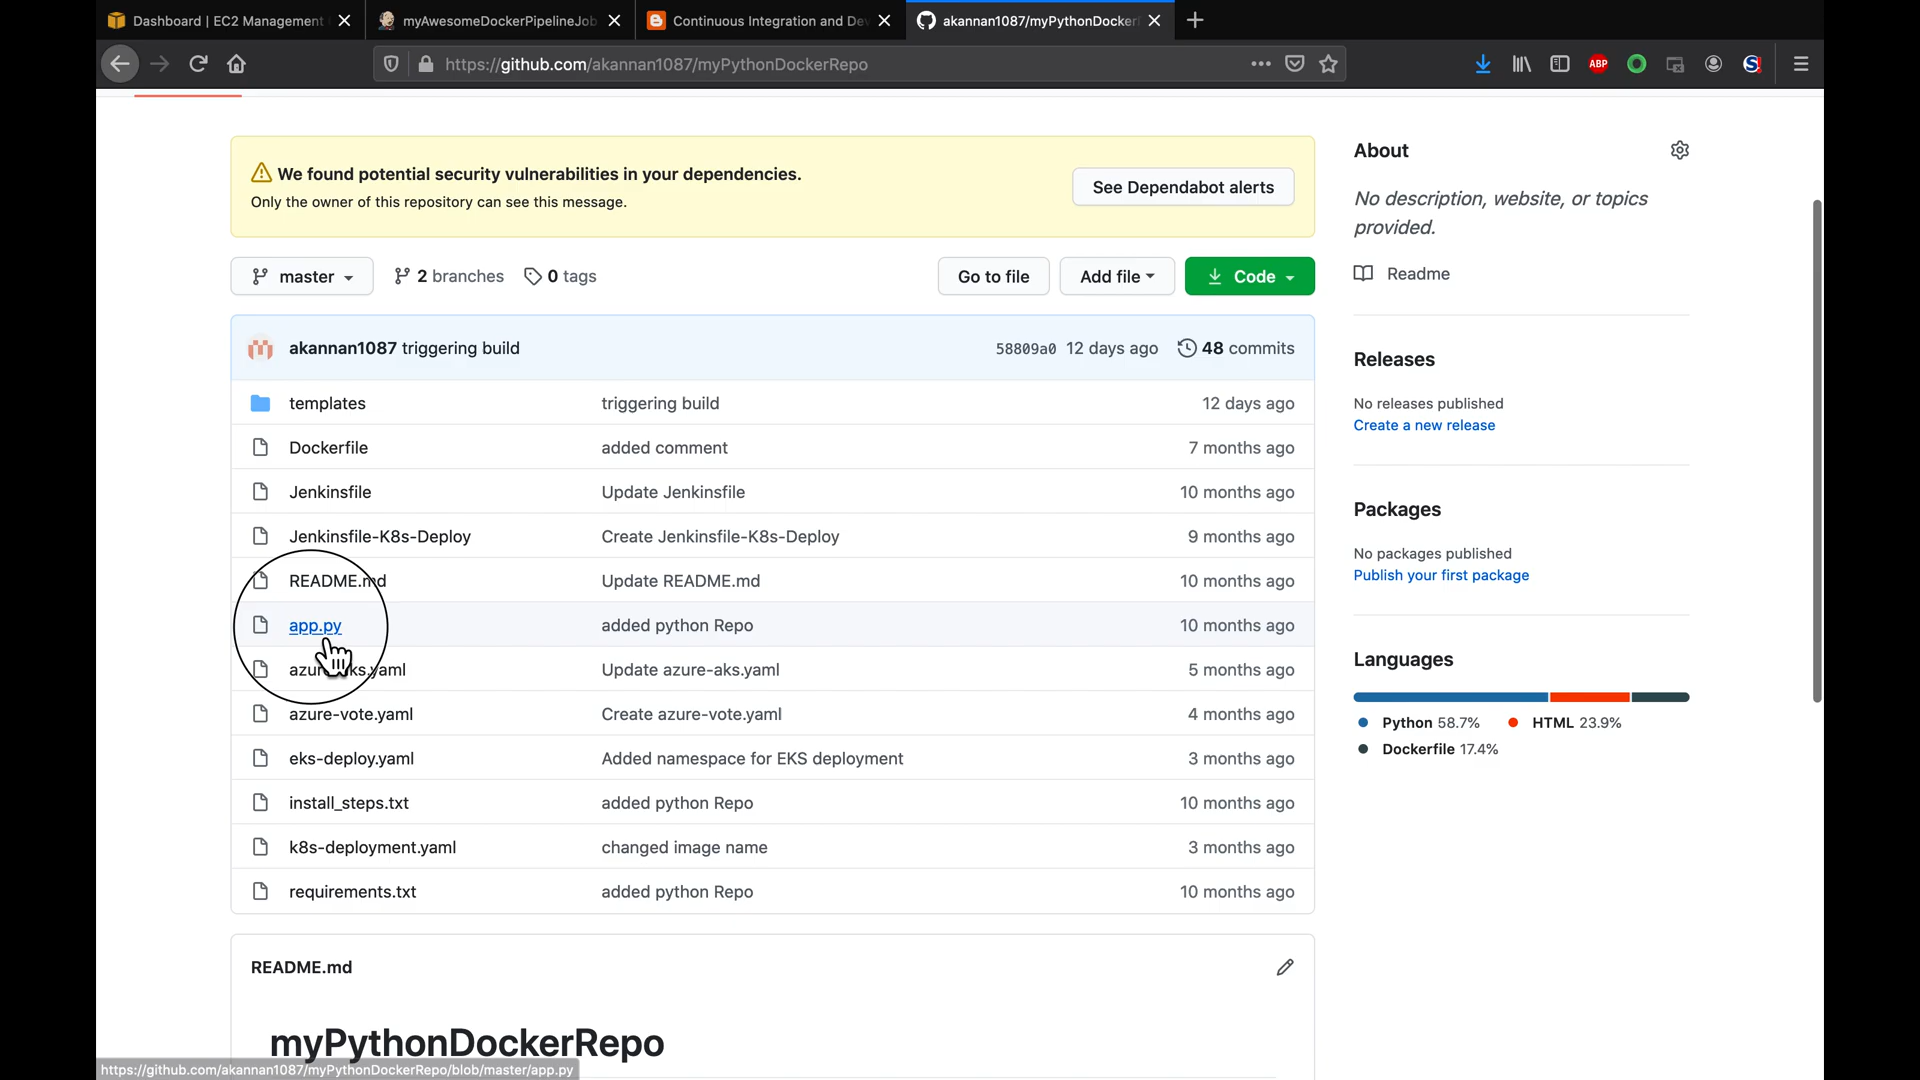 Dashboard | EC2 Management
myAwesomeDockerPipelineJob
Continuous Integration and Dev
akannan1087/myPythonDocker
https://github.com/akannan1087/myPythonDockerRepo
ABP
We found potential security vulnerabilities in your dependencies.
Only the owner of this repository can see this message.
See Dependabot alerts
master
2 branches
0 tags
Go to file
Add file
Code
akannan1087 triggering build
58809a0 12 days ago
48 commits
templates triggering build 12 days ago
Dockerfile added comment 7 months ago
Jenkinsfile Update Jenkinsfile 10 months ago
Jenkinsfile-K8s-Deploy Create Jenkinsfile-K8s-Deploy 9 months ago
README.md Update README.md 10 months ago
app.py added python Repo 10 months ago
azure-aks.yaml Update azure-aks.yaml 5 months ago
azure-vote.yaml Create azure-vote.yaml 4 months ago
eks-deploy.yaml Added namespace for EKS deployment 3 months ago
install_steps.txt added python Repo 10 months ago
k8s-deployment.yaml changed image name 3 months ago
requirements.txt added python Repo 10 months ago
README.md
myPythonDockerRepo
https://github.com/akannan1087/myPythonDockerRepo/blob/master/app.py
About
No description, website, or topics
provided.
Readme
Releases
No releases published
Create a new release
Packages
No packages published
Publish your first package
Languages
Python 58.7% HTML 23.9%
Dockerfile 17.4%